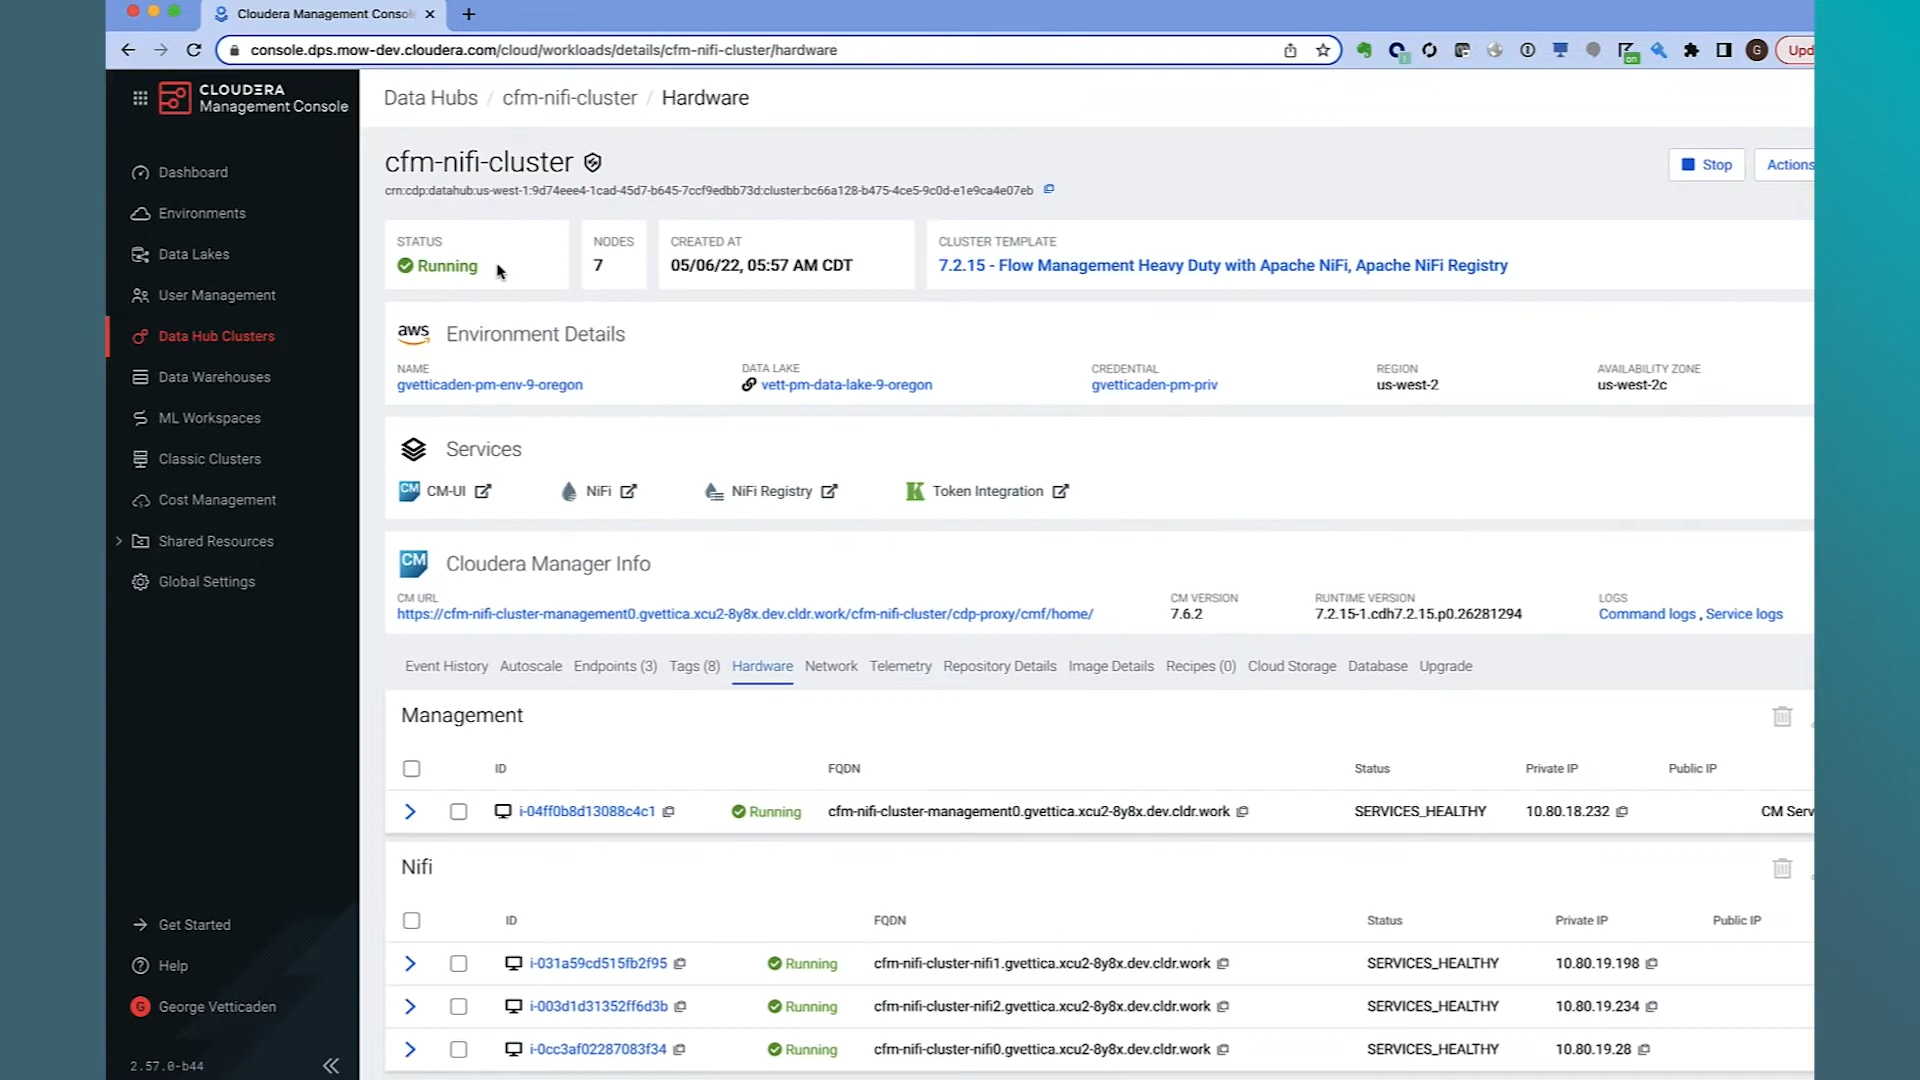 Cloudera Management Conso
console.dps.mow-dev.cloudera.com/cloud/workloads/details/cfm-nifi-cluster/hardware
on
G
Upd
CLOUDERA
Management Console
Dashboard
Environments
Data Lakes
User Management
Data Hub Clusters
Data Warehouses
ML Workspaces
Classic Clusters
Cost Management
Shared Resources
Global Settings
Get Started
Help
G George Vetticaden
2.57.0-b44
Data Hubs / cfm-nifi-cluster / Hardware
cfm-nifi-cluster
crn:cdp:datahub:us-west-1:9d74eee4-1cad-45d7-b645-7ccf9edbb73d:cluster:bc66a128-b475-4ce5-9c0d-e1e9ca4e07eb
Stop
Actions
STATUS
Running
NODES
7
CREATED AT
05/06/22, 05:57 AM CDT
CLUSTER TEMPLATE
7.2.15 - Flow Management Heavy Duty with Apache NiFi, Apache NiFi Registry
aws Environment Details
NAME
gvetticaden-pm-env-9-oregon
DATA LAKE
vett-pm-data-lake-9-oregon
CREDENTIAL
gvetticaden-pm-priv
REGION
us-west-2
AVAILABILITY ZONE
us-west-2c
Services
CM CM-UI
NiFi
NiFi Registry
K Token Integration
CM Cloudera Manager Info
CM URL
https://cfm-nifi-cluster-management0.gvettica.xcu2-8y8x.dev.cldr.work/cfm-nifi-cluster/cdp-proxy/cmf/home/
CM VERSION
7.6.2
RUNTIME VERSION
7.2.15-1.cdh7.2.15.p0.26281294
LOGS
Command logs , Service logs
Event History Autoscale Endpoints (3) Tags (8) Hardware Network Telemetry Repository Details Image Details Recipes (0) Cloud Storage Database Upgrade
Management
ID FQDN Status Private IP Public IP
i-04ff0b8d13088c4c1 Running cfm-nifi-cluster-management0.gvettica.xcu2-8y8x.dev.cldr.work SERVICES_HEALTHY 10.80.18.232 CM Serv
Nifi
ID FQDN Status Private IP Public IP
i-031a59cd515fb2f95 Running cfm-nifi-cluster-nifi1.gvettica.xcu2-8y8x.dev.cldr.work SERVICES_HEALTHY 10.80.19.198
i-003d1d31352ff6d3b Running cfm-nifi-cluster-nifi2.gvettica.xcu2-8y8x.dev.cldr.work SERVICES_HEALTHY 10.80.19.234
i-0cc3af02287083f34 Running cfm-nifi-cluster-nifi0.gvettica.xcu2-8y8x.dev.cldr.work SERVICES_HEALTHY 10.80.19.28